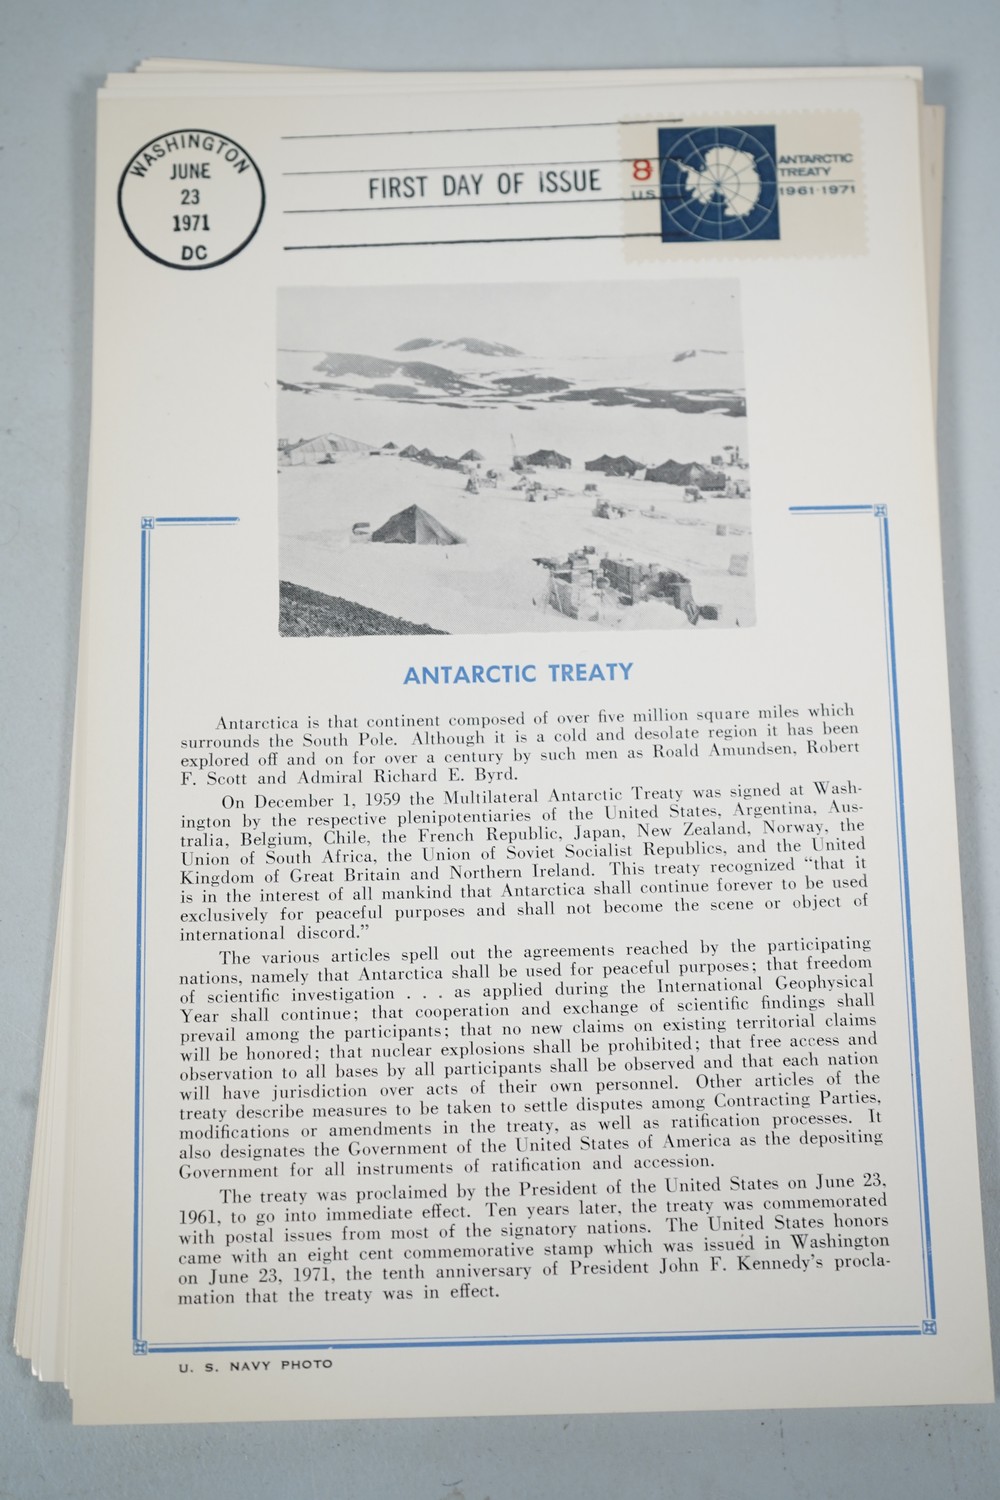 WASHINGTON
JUNE
23
1971
DC
FIRST DAY OF ISSUE
8
U.S.
ANTARCTIC
TREATY
1961-1971
ANTARCTIC TREATY
Antarctica is that continent composed of over five million square miles which
surrounds the South Pole. Although it is a cold and desolate region it has been
explored off and on for over a century by such men as Roald Amundsen, Robert
F. Scott and Admiral Richard E. Byrd.
On December 1, 1959 the Multilateral Antarctic Treaty was signed at Wash-
ington by the respective plenipotentiaries of the United States, Argentina, Aus-
tralia, Belgium, Chile, the French Republic, Japan, New Zealand, Norway, the
Union of South Africa, the Union of Soviet Socialist Republics, and the United
Kingdom of Great Britain and Northern Ireland. This treaty recognized “that it
is in the interest of all mankind that Antarctica shall continue forever to be used
exclusively for peaceful purposes and shall not become the scene or object of
international discord.”
The various articles spell out the agreements reached by the participating
nations, namely that Antarctica shall be used for peaceful purposes; that freedom
of scientific investigation . . . as applied during the International Geophysical
Year shall continue; that cooperation and exchange of scientific findings shall
prevail among the participants; that no new claims on existing territorial claims
will be honored; that nuclear explosions shall be prohibited; that free access and
observation to all bases by all participants shall be observed and that each nation
will have jurisdiction over acts of their own personnel. Other articles of the
treaty describe measures to be taken to settle disputes among Contracting Parties,
modifications or amendments in the treaty, as well as ratification processes. It
also designates the Government of the United States of America as the depositing
Government for all instruments of ratification and accession.
The treaty was proclaimed by the President of the United States on June 23,
1961, to go into immediate effect. Ten years later, the treaty was commemorated
with postal issues from most of the signatory nations. The United States honors
came with an eight cent commemorative stamp which was issued in Washington
on June 23, 1971, the tenth anniversary of President John F. Kennedy’s procla-
mation that the treaty was in effect.
U. S. NAVY PHOTO